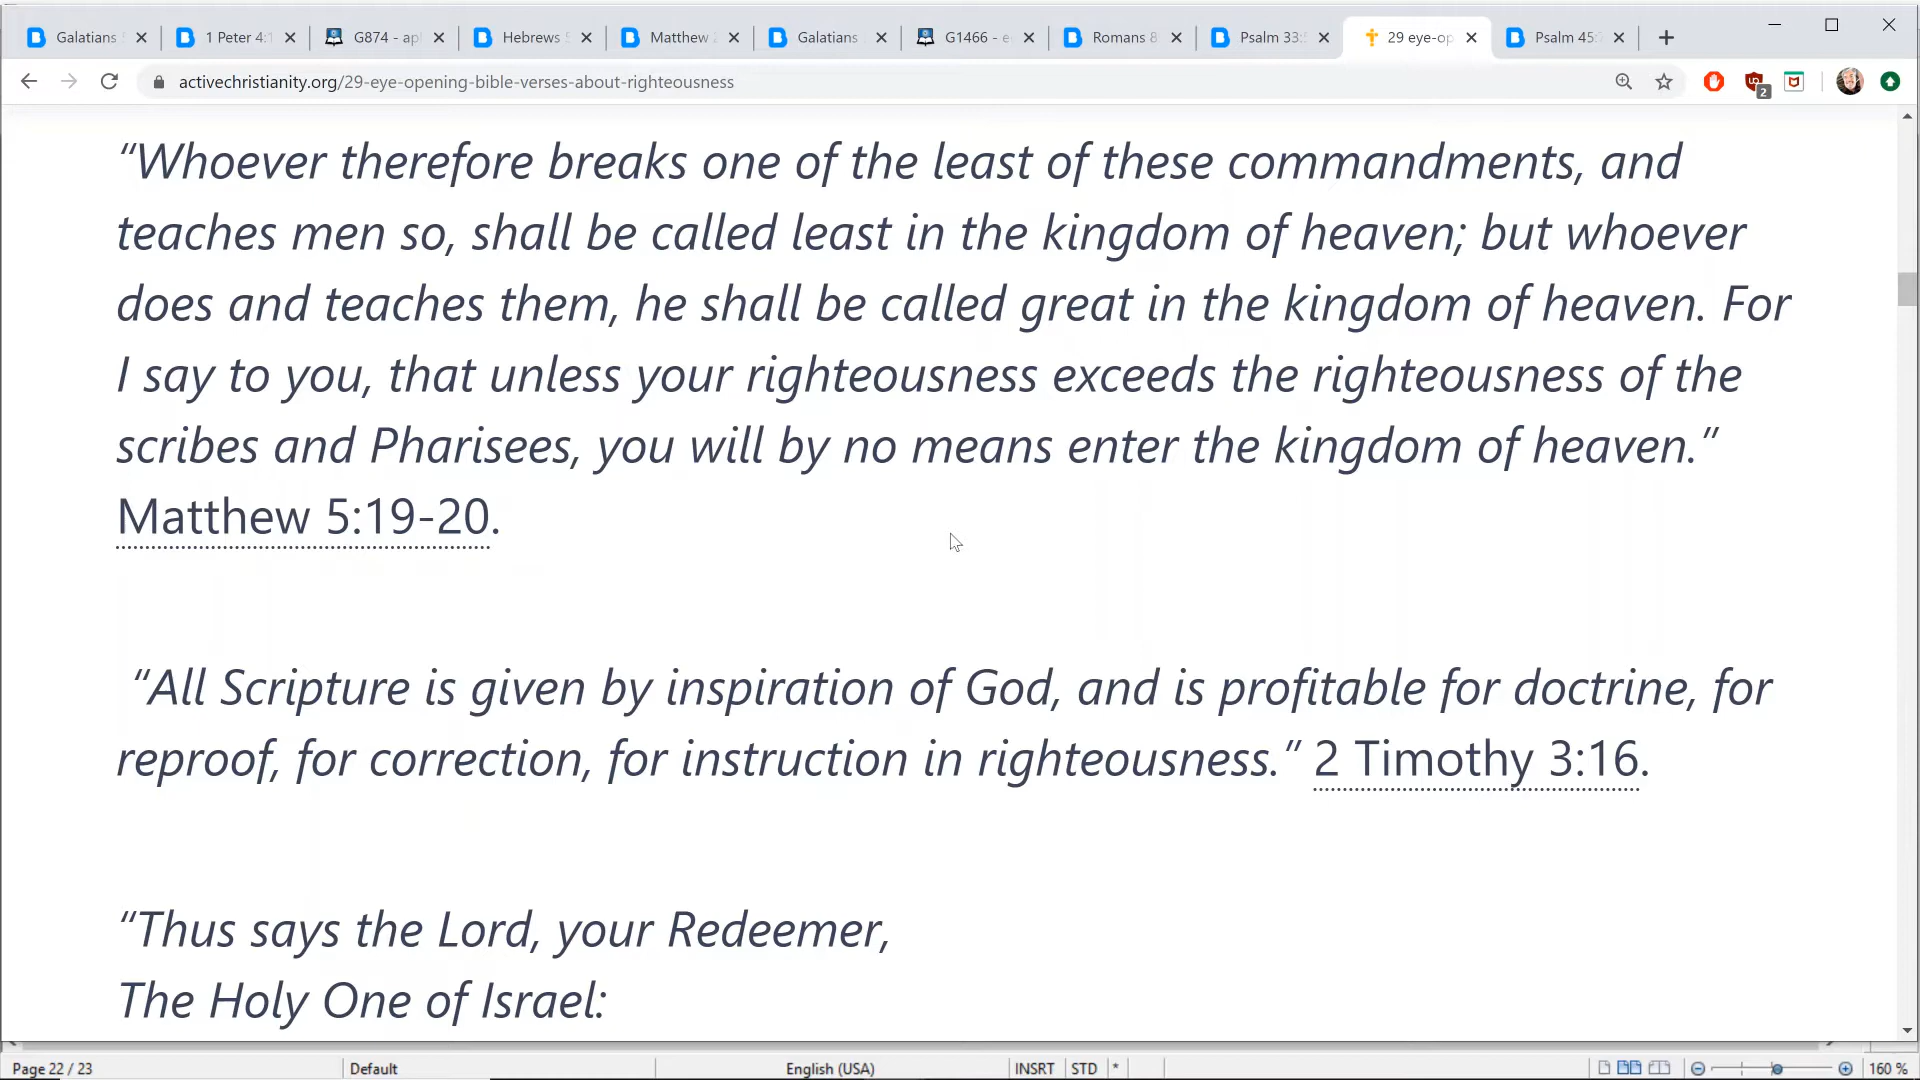 Galatians 
1 Peter 4:1
G874 - ap
Hebrews 5
Matthew 2
Galatians
G1466 - e
Romans 8
Psalm 33:5
29 eye-op
Psalm 45:7
activechristianity.org/29-eye-opening-bible-verses-about-righteousness
2
“Whoever therefore breaks one of the least of these commandments, and
teaches men so, shall be called least in the kingdom of heaven; but whoever
does and teaches them, he shall be called great in the kingdom of heaven. For
I say to you, that unless your righteousness exceeds the righteousness of the
scribes and Pharisees, you will by no means enter the kingdom of heaven.”
Matthew 5:19-20.
“All Scripture is given by inspiration of God, and is profitable for doctrine, for
reproof, for correction, for instruction in righteousness.” 2 Timothy 3:16.
“Thus says the Lord, your Redeemer,
The Holy One of Israel:
Page 22 / 23
Default
English (USA)
INSRT
STD
*
160 %